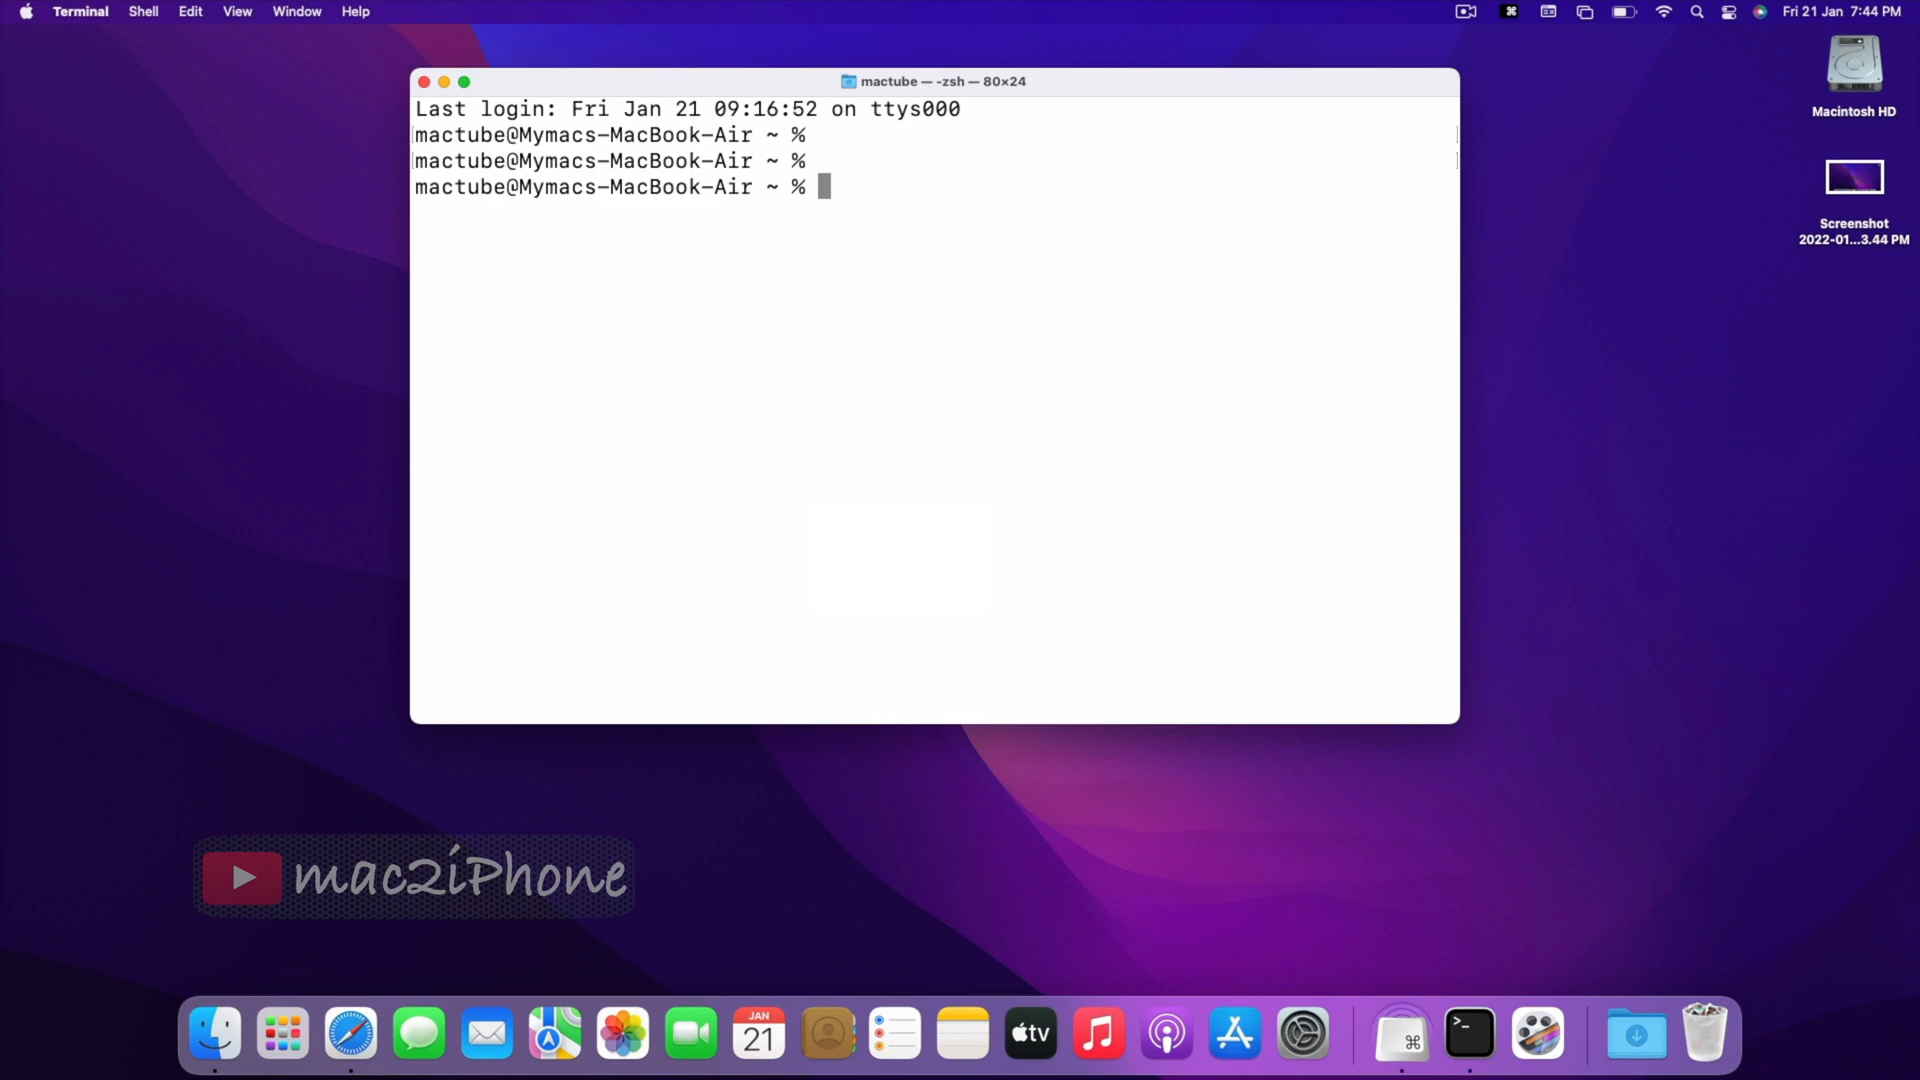 Terminal Shell Edit View Window Help Fri 21 Jan 7:44 PM
mactube — -zsh — 80×24
Last login: Fri Jan 21 09:16:52 on ttys000
mactube@Mymacs-MacBook-Air ~ %
mactube@Mymacs-MacBook-Air ~ %
mactube@Mymacs-MacBook-Air ~ %
Macintosh HD
Screenshot
2022-01...3.44 PM
mac2iPhone
JAN
21
tv
>_